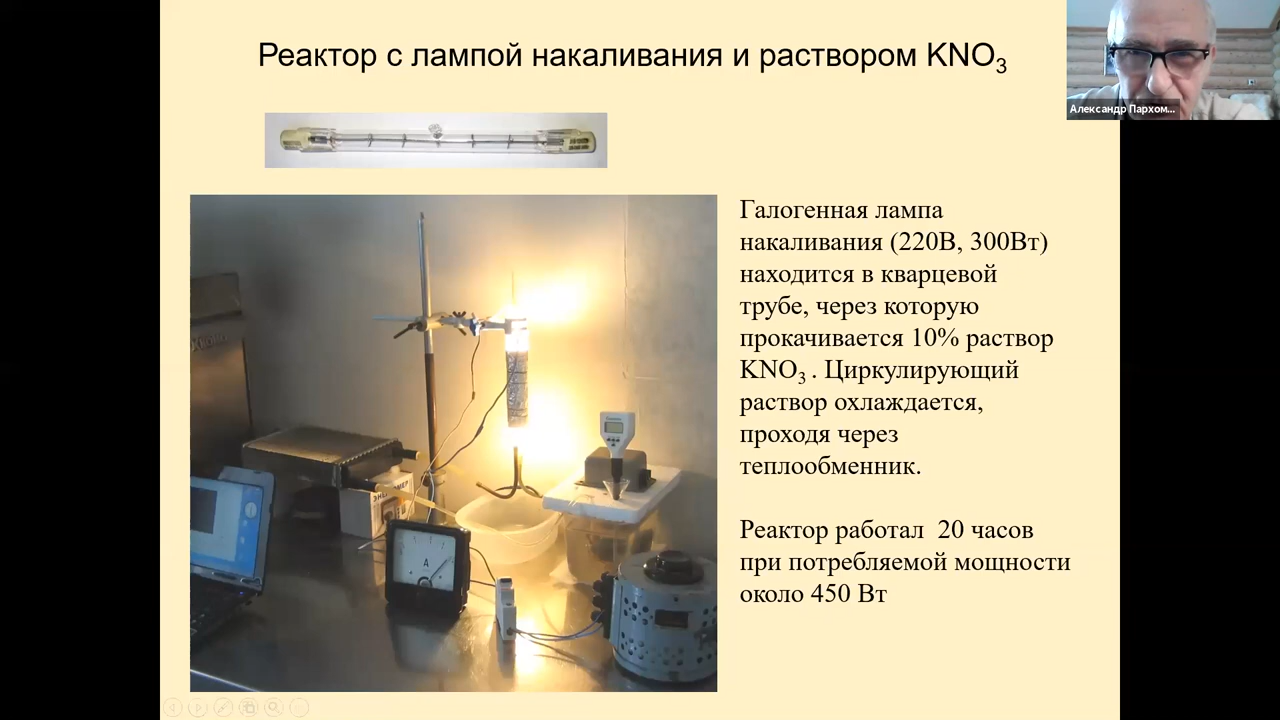 Реактор с лампой накаливания и раствором KNO₃
Александр Пархом...
Галогенная лампа
накаливания (220В, 300Вт)
находится в кварцевой
трубе, через которую
прокачивается 10% раствор
KNO₃ . Циркулирующий
раствор охлаждается,
проходя через
теплообменник.
Реактор работал 20 часов
при потребляемой мощности
около 450 Вт
A